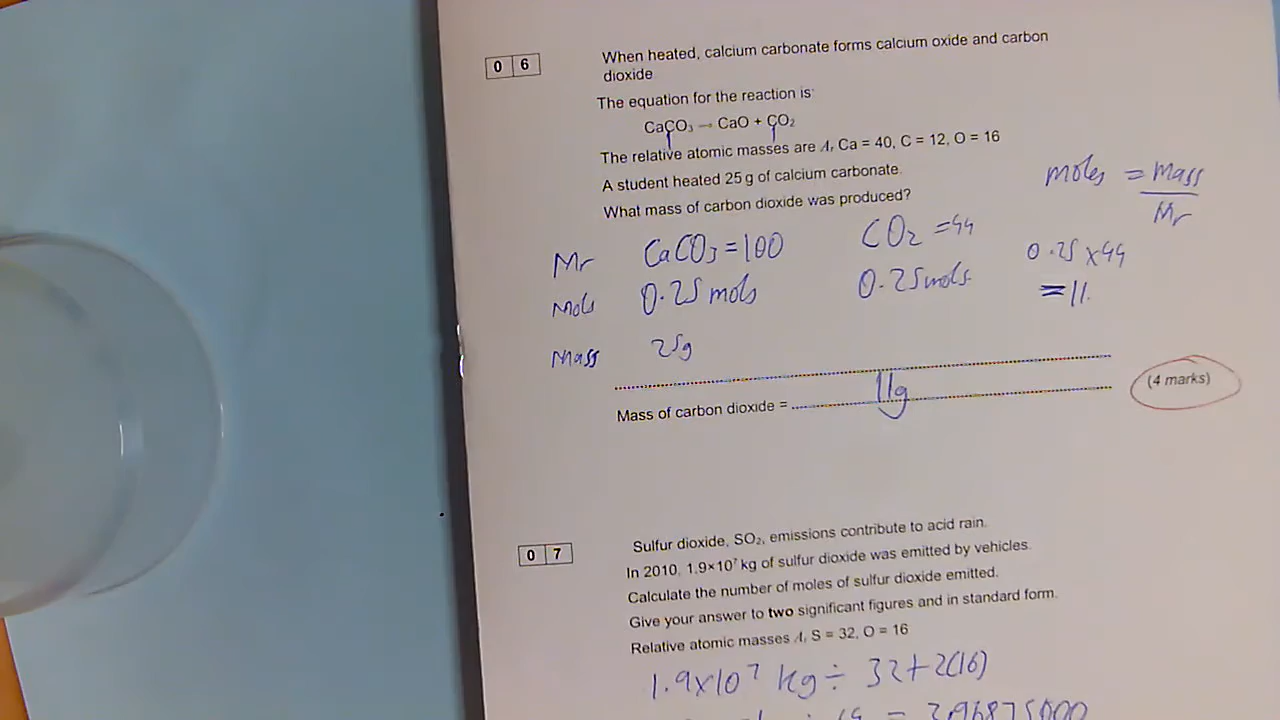 0 6
When heated, calcium carbonate forms calcium oxide and carbon
dioxide
The equation for the reaction is:
CaCO₃ → CaO + CO₂
The relative atomic masses are Aᵣ Ca = 40, C = 12, O = 16
A student heated 25 g of calcium carbonate.
What mass of carbon dioxide was produced?
moles = mass
Mr
Mr CaCO3 = 100 CO2 = 44
0.25 x 44
Mols 0.25 mols 0.25 mols.
= 11.
Mass 25g
Mass of carbon dioxide = 11g
(4 marks)
0 7
Sulfur dioxide, SO₂, emissions contribute to acid rain.
In 2010, 1.9×10⁷ kg of sulfur dioxide was emitted by vehicles.
Calculate the number of moles of sulfur dioxide emitted.
Give your answer to two significant figures and in standard form.
Relative atomic masses Aᵣ S = 32, O = 16
1.9x10⁷ kg ÷ 32+2(16)
= 296875000